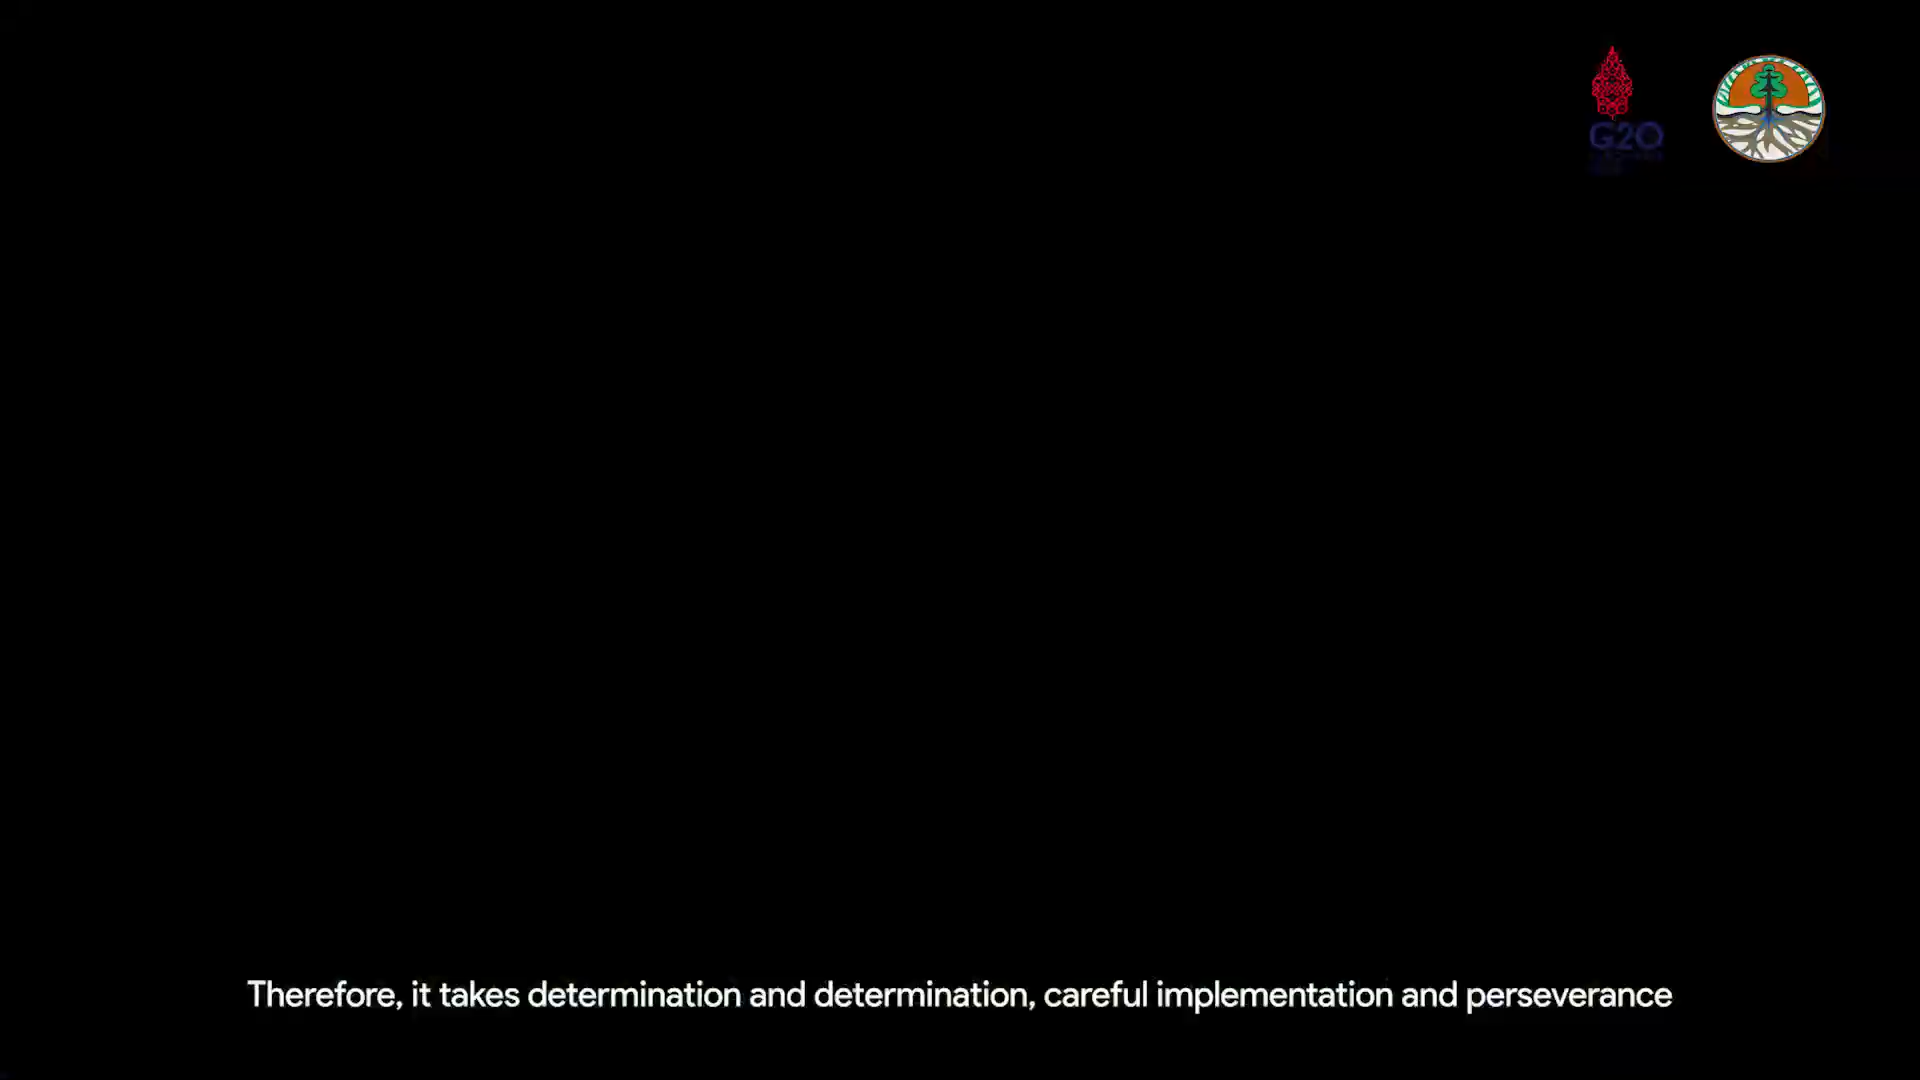 G20
Therefore, it takes determination and determination, careful implementation and perseverance